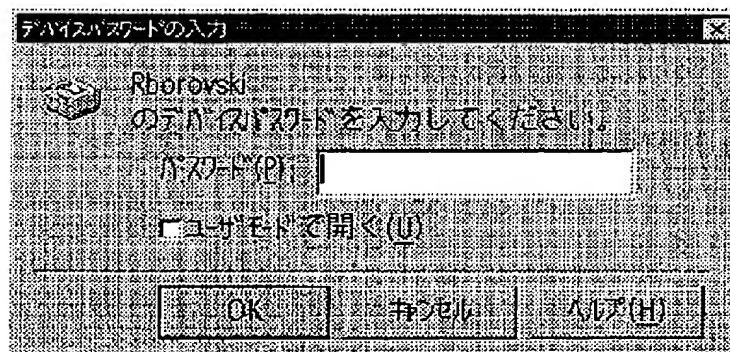 デバイスパスワードの入力
Rborovski
のデバイスパスワードを入力してください。
パスワード(P):
ユーザモードで開く(U)
OK キャンセル ヘルプ(H)